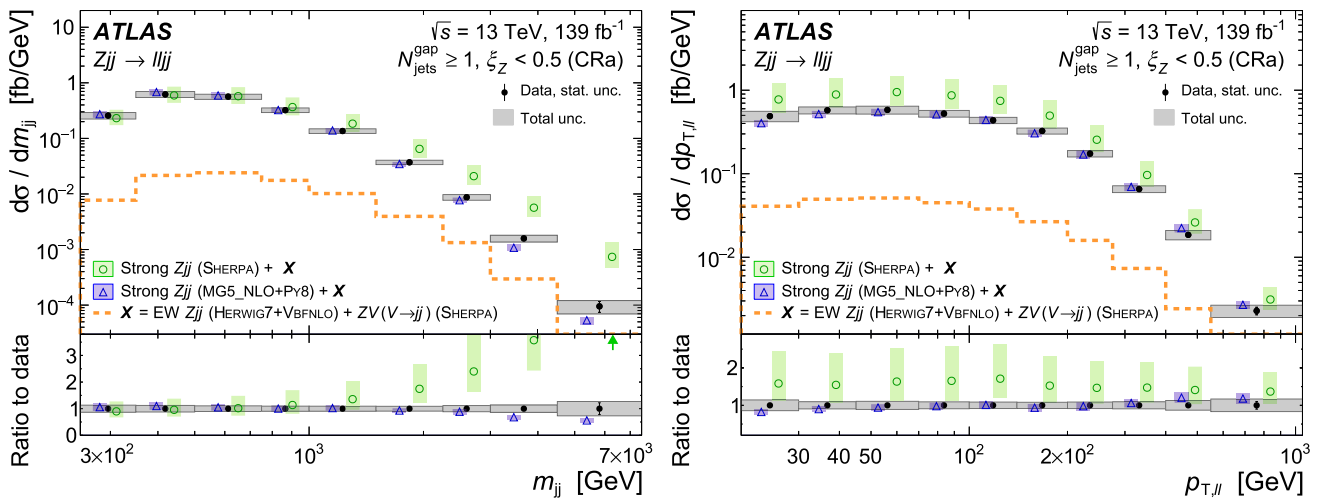 ATLAS
Zjj → lljj
√s = 13 TeV, 139 fb⁻¹
N_jets^gap ≥ 1, ξ_Z < 0.5 (CRa)
Data, stat. unc.
Total unc.
dσ / dm_jj [fb/GeV]
10
1
10⁻¹
10⁻²
10⁻³
10⁻⁴
Strong Zjj (SHERPA) + X
Strong Zjj (MG5_NLO+PY8) + X
X = EW Zjj (HERWIG7+VBFNLO) + ZV(V→jj) (SHERPA)
Ratio to data
3
2
1
0
3×10²
10³
7×10³
m_jj [GeV]
ATLAS
Zjj → lljj
√s = 13 TeV, 139 fb⁻¹
N_jets^gap ≥ 1, ξ_Z < 0.5 (CRa)
Data, stat. unc.
Total unc.
dσ / dp_T,ll [fb/GeV]
1
10⁻¹
10⁻²
Strong Zjj (SHERPA) + X
Strong Zjj (MG5_NLO+PY8) + X
X = EW Zjj (HERWIG7+VBFNLO) + ZV(V→jj) (SHERPA)
Ratio to data
2
1
30
40
50
10²
2×10²
10³
p_T,ll [GeV]